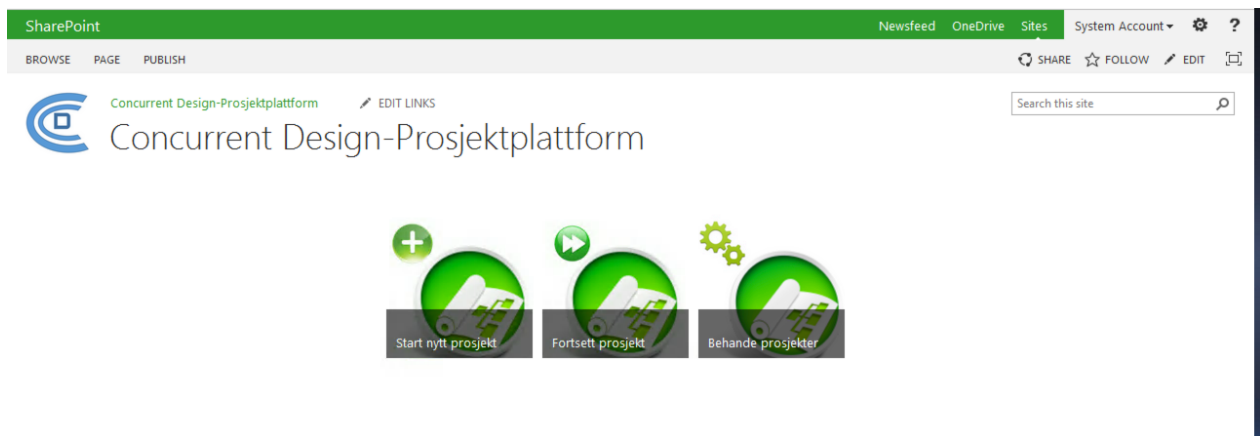 SharePoint Newsfeed OneDrive Sites System Account ?
BROWSE PAGE PUBLISH SHARE FOLLOW EDIT
Concurrent Design-Prosjektplatform EDIT LINKS Search this site
Concurrent Design-Prosjektplattform
Start nytt prosjekt Fortsett prosjekt Behande prosjekter